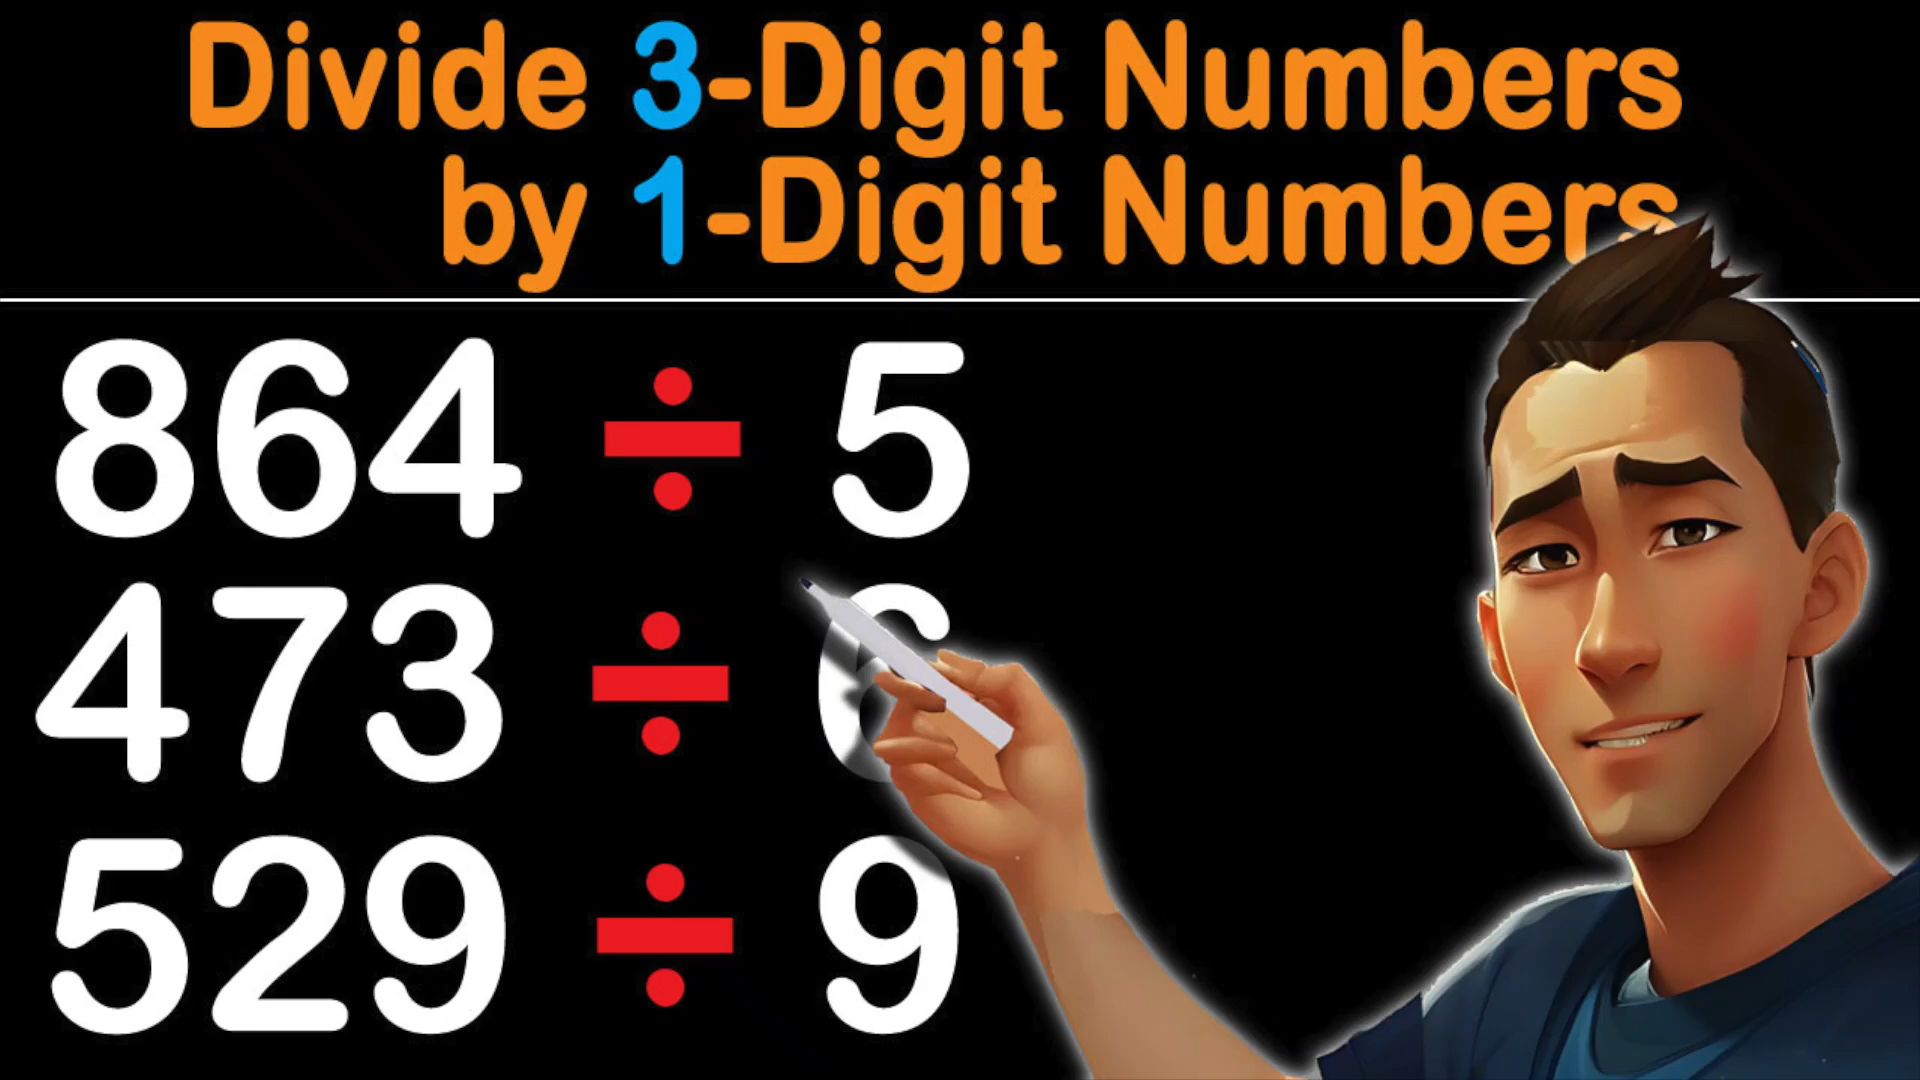 Divide 3-Digit Numbers
by 1-Digit Numbers
864 ÷ 5
473 ÷ 6
529 ÷ 9